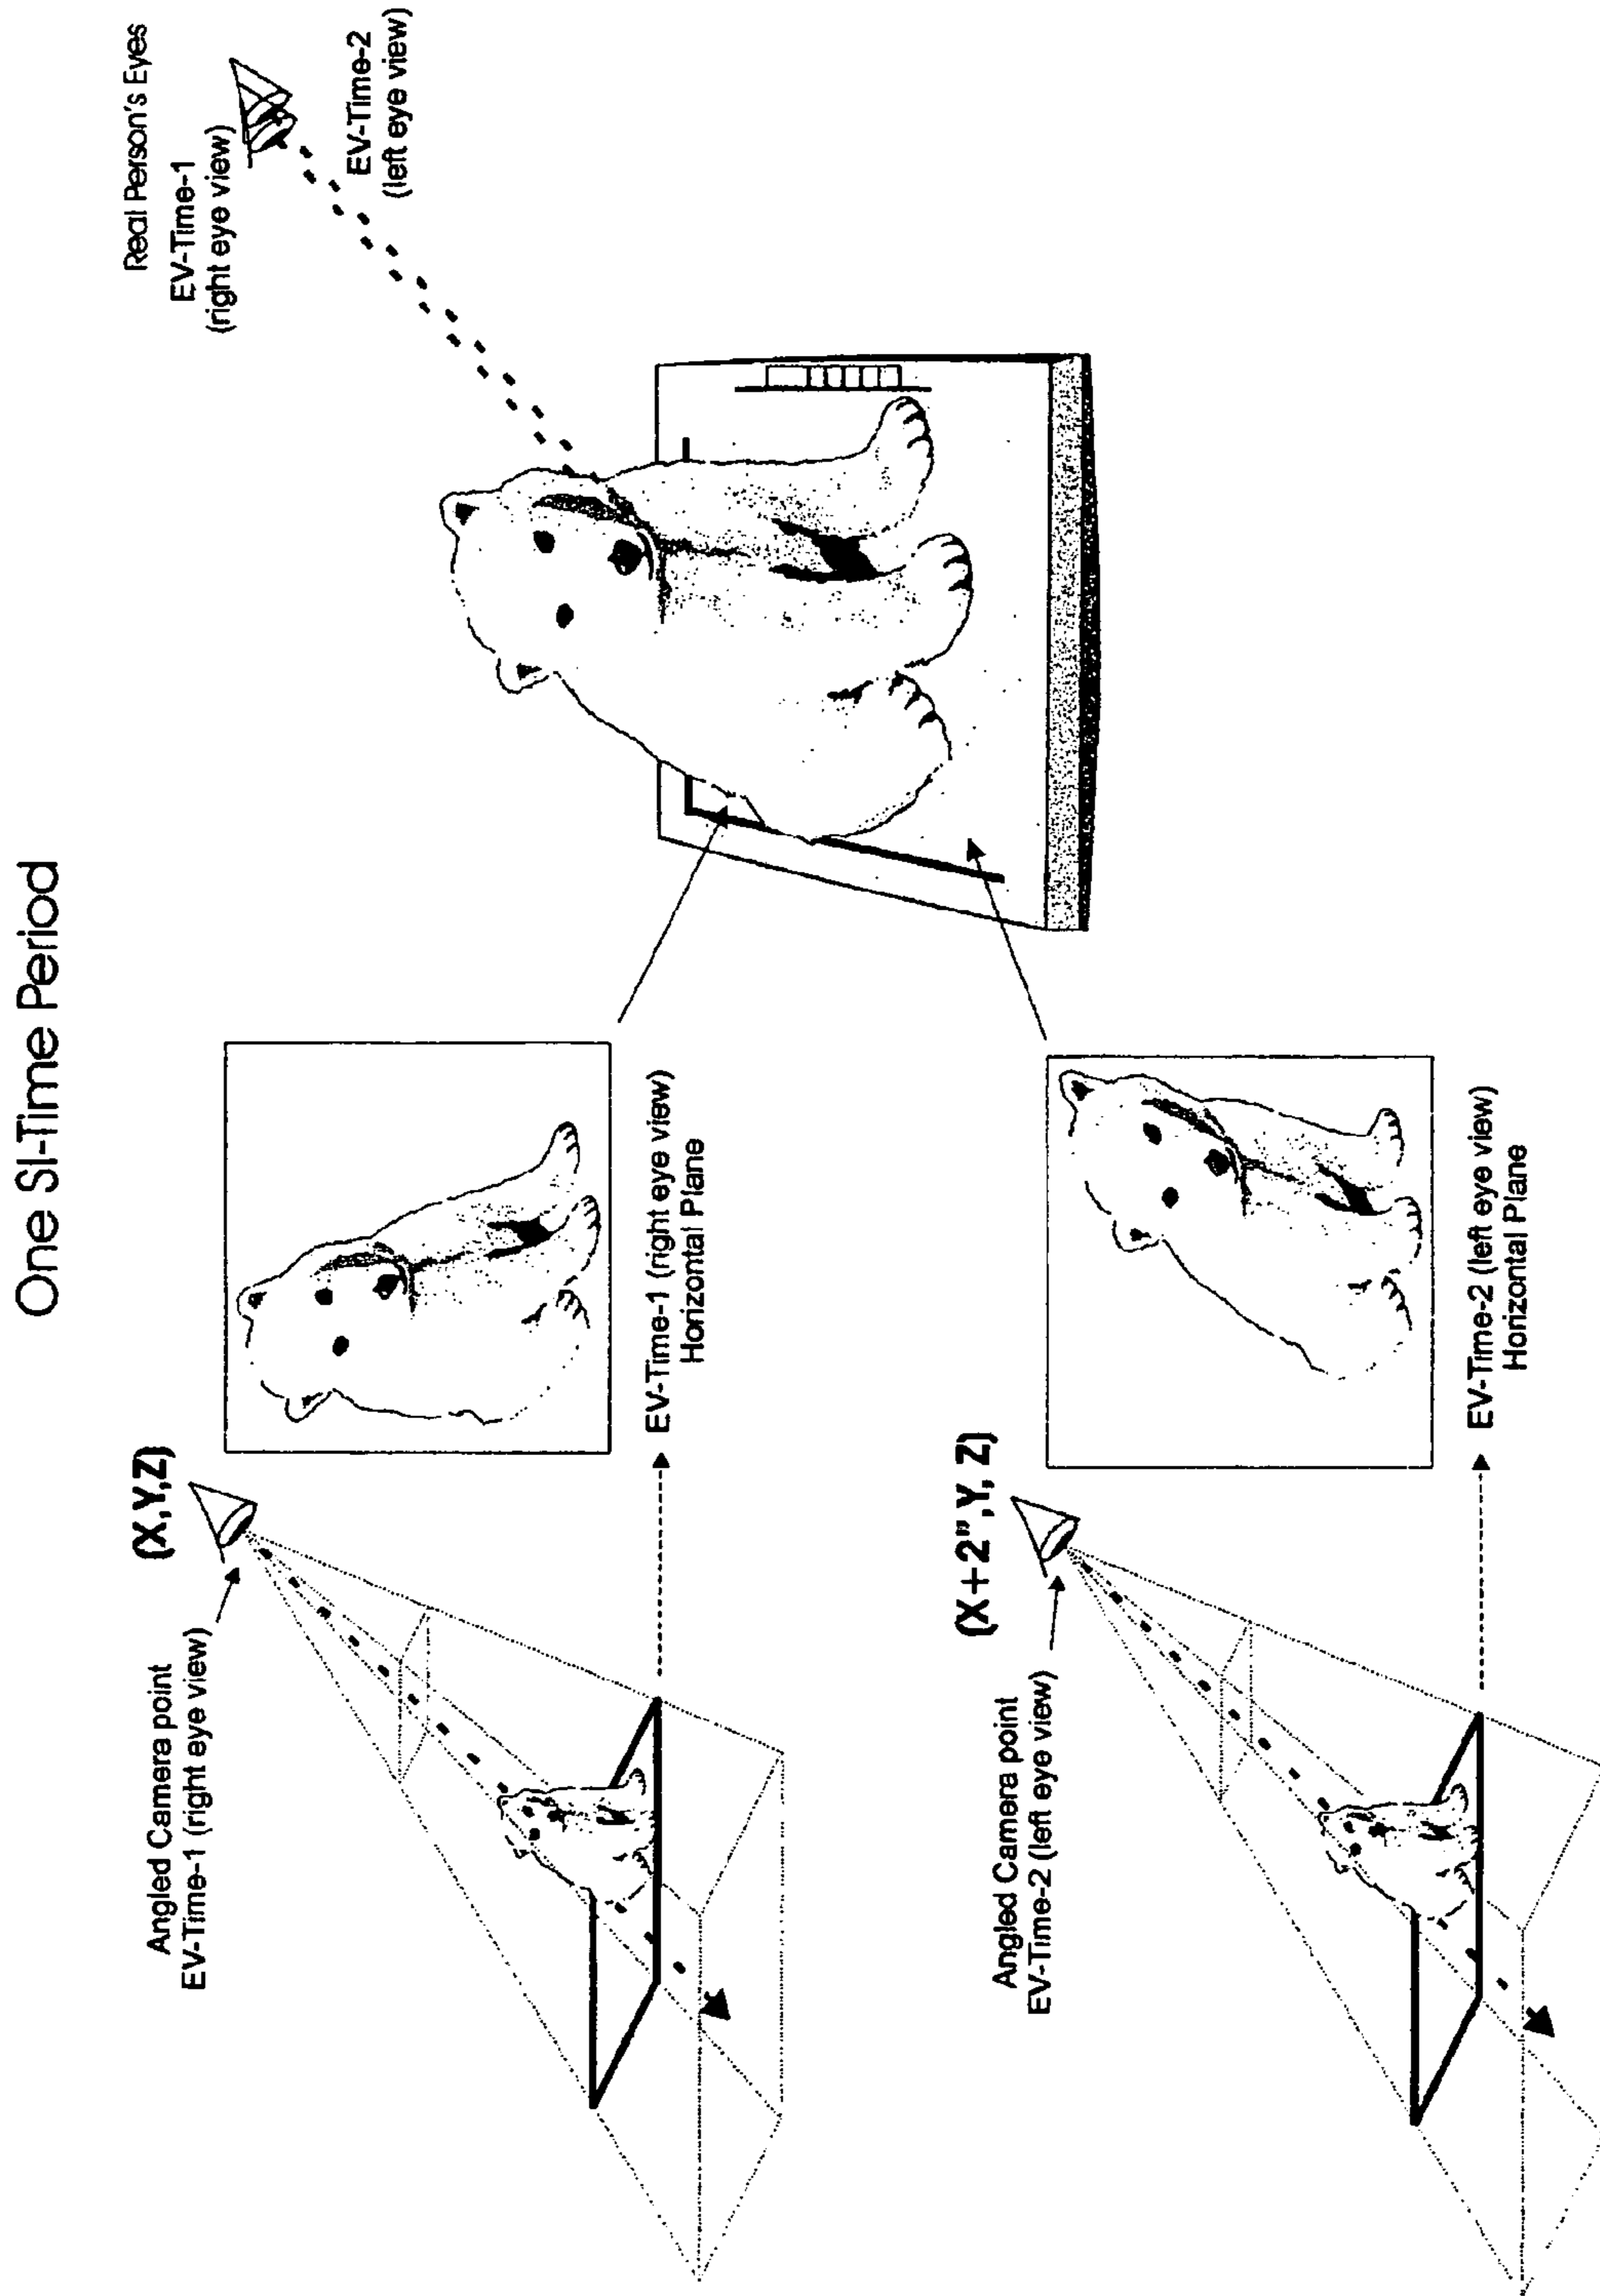 One SI-Time Period
Angled Camera point
EV-Time-1 (right eye view)
(X,Y,Z)
EV-Time-1 (right eye view)
Horizontal Plane
Real Person's Eyes
EV-Time-1
(right eye view)
EV-Time-2
(left eye view)
Angled Camera point
EV-Time-2 (left eye view)
(X+2",Y, Z)
EV-Time-2 (left eye view)
Horizontal Plane